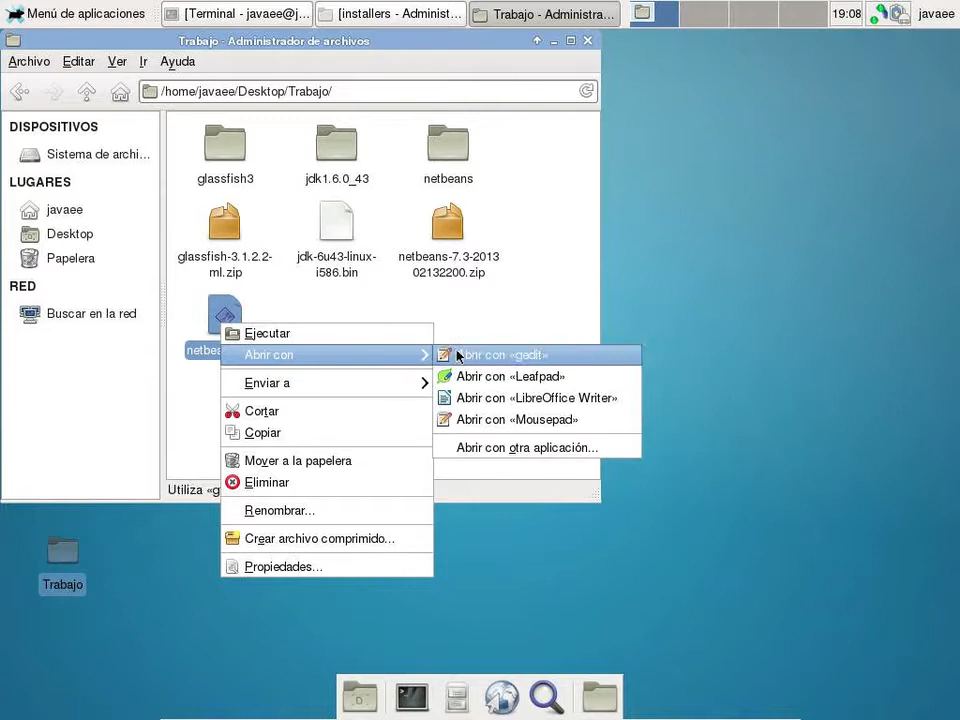 Menú de aplicaciones
[Terminal - javaee@j...
[installers - Administ...
Trabajo - Administra...
19:08
javaee
Trabajo - Administrador de archivos
Archivo Editar Ver Ir Ayuda
/home/javaee/Desktop/Trabajo/
DISPOSITIVOS
Sistema de archi...
LUGARES
javaee
Desktop
Papelera
RED
Buscar en la red
glassfish3
jdk1.6.0_43
netbeans
glassfish-3.1.2.2-
ml.zip
jdk-6u43-linux-
i586.bin
netbeans-7.3-2013
02132200.zip
netbea
Utiliza «g
Ejecutar
Abrir con
Enviar a
Cortar
Copiar
Mover a la papelera
Eliminar
Renombrar...
Crear archivo comprimido...
Propiedades...
Abrir con «gedit»
Abrir con «Leafpad»
Abrir con «LibreOffice Writer»
Abrir con «Mousepad»
Abrir con otra aplicación...
Trabajo